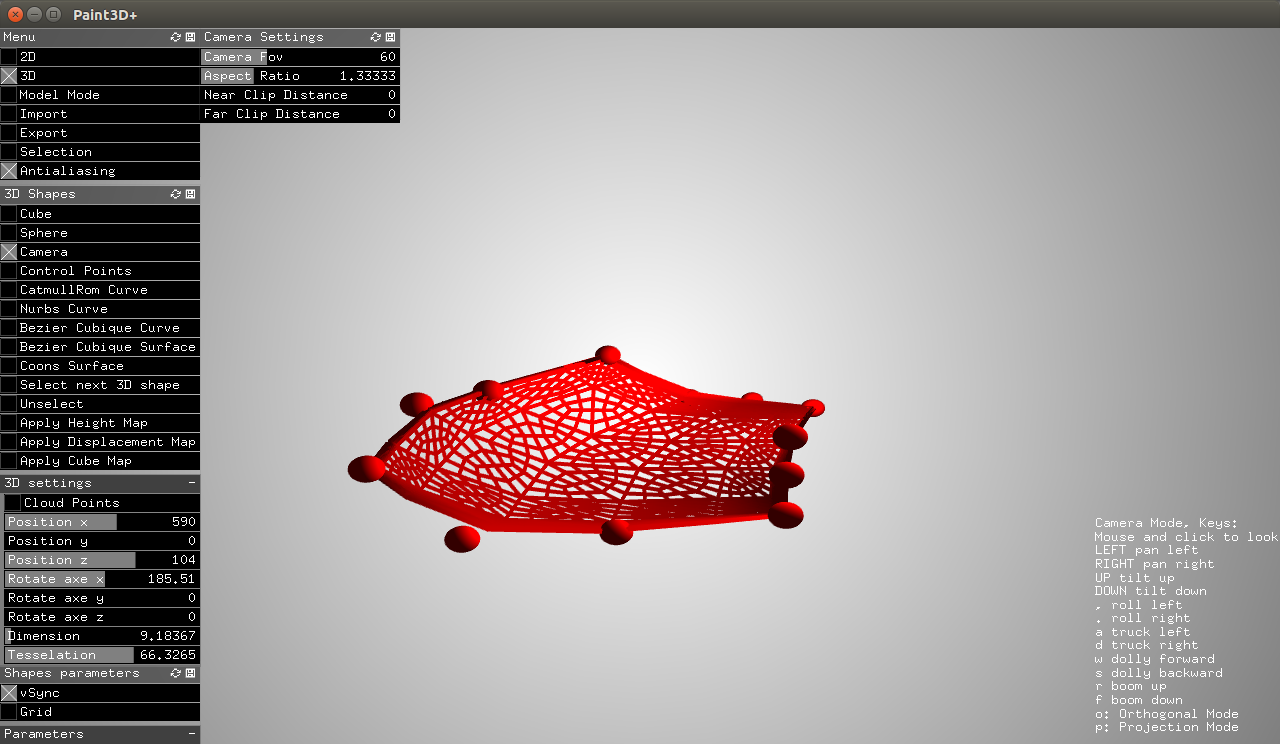 Paint3D+
Menu
2D
3D
Model Mode
Import
Export
Selection
Antialiasing
Camera Settings
Camera Fov 60
Aspect Ratio 1.33333
Near Clip Distance 0
Far Clip Distance 0
3D Shapes
Cube
Sphere
Camera
Control Points
CatmullRom Curve
Nurbs Curve
Bezier Cubique Curve
Bezier Cubique Surface
Coons Surface
Select next 3D shape
Unselect
Apply Height Map
Apply Displacement Map
Apply Cube Map
3D settings -
Cloud Points
Position x 590
Position y 0
Position z 104
Rotate axe x 185.51
Rotate axe y 0
Rotate axe z 0
Dimension 9.18367
Tesselation 66.3265
Shapes parameters
vSync
Grid
Parameters -
Camera Mode, Keys:
Mouse and click to look
LEFT pan left
RIGHT pan right
UP tilt up
DOWN tilt down
, roll left
. roll right
a truck left
d truck right
w dolly forward
s dolly backward
r boom up
f boom down
o: Orthogonal Mode
p: Projection Mode